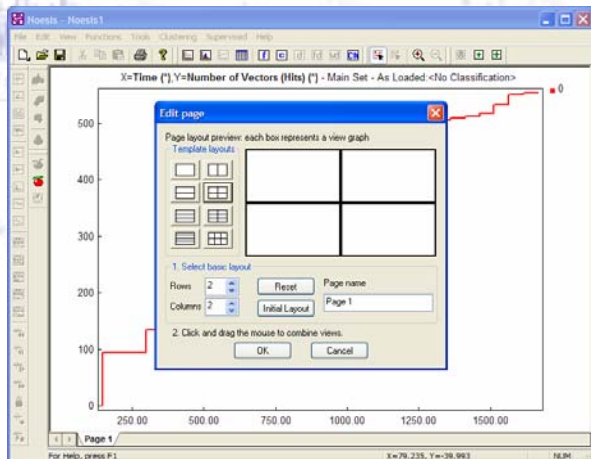 Noesis - Noesis1
File Edit View Functions Tools Clustering Supervised Help
X=Time (*),Y=Number of Vectors (Hits) (*) - Main Set - As Loaded:<No Classification>
0
500
400
300
200
100
0
250.00 500.00 750.00 1000.00 1250.00 1500.00
Edit page
Page layout preview: each box represents a view graph
Template layouts
1. Select basic layout
Rows 2 Reset Page name
Columns 2 Initial Layout Page 1
2. Click and drag the mouse to combine views.
OK Cancel
Page 1
For Help, press F1 X=79.235, Y=-39.993 NUM